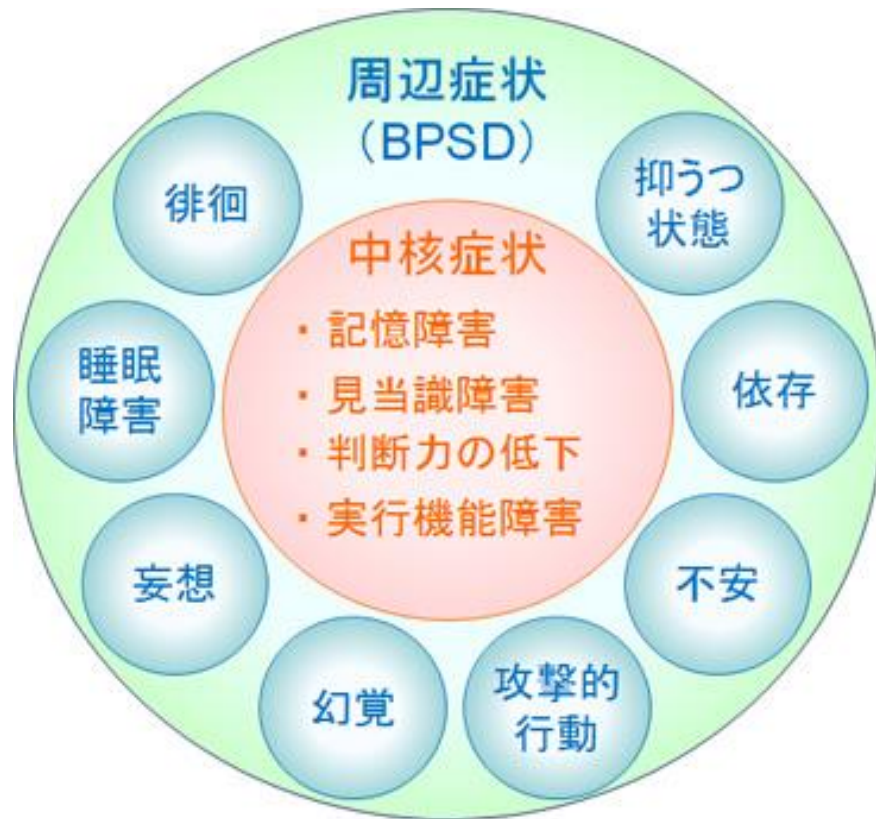 周辺症状
（BPSD）
徘徊
抑うつ
状態
中核症状
・記憶障害
・見当識障害
・判断力の低下
・実行機能障害
睡眠
障害
依存
妄想
不安
幻覚
攻撃的
行動